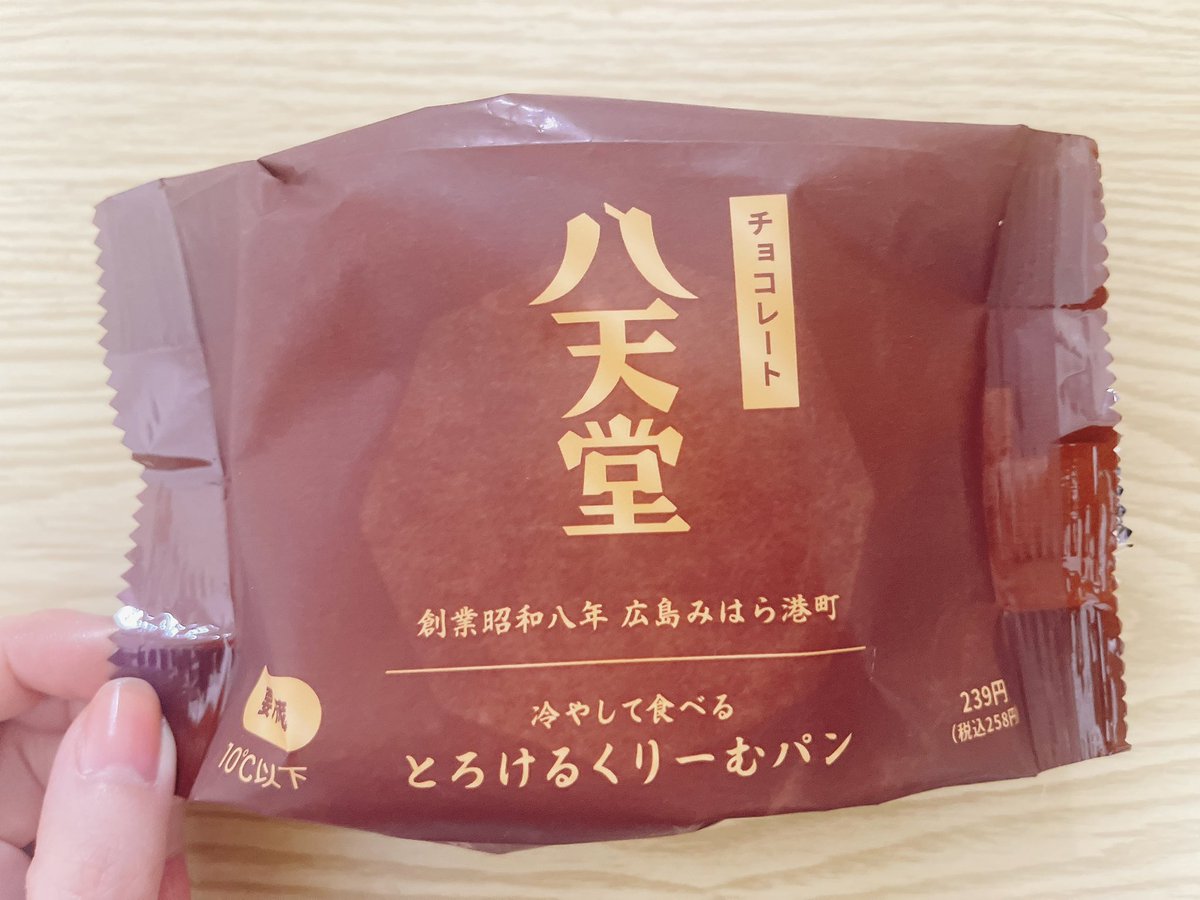 八天堂
チョコレート
創業昭和八年 広島みはら港町
冷やして食べる
とろけるくりーむパン
要冷蔵
10℃以下
239円
(税込258円)